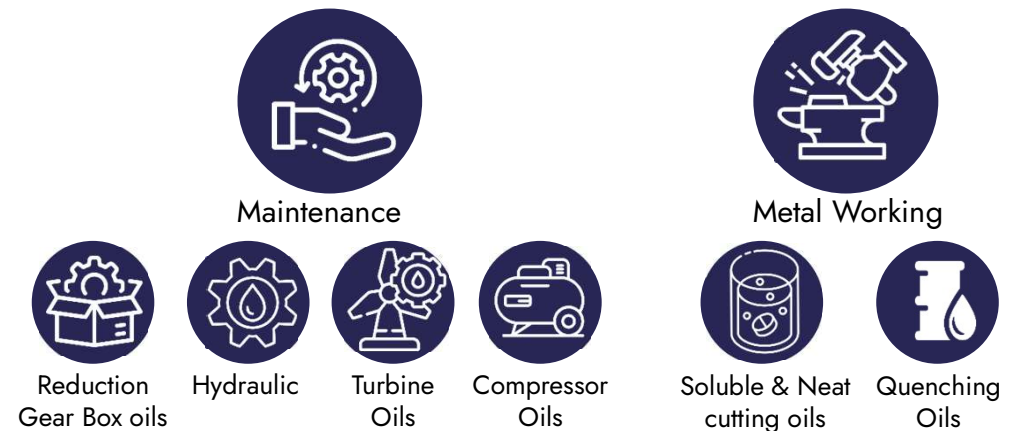 Maintenance
Metal Working
Reduction
Gear Box oils
Hydraulic
Turbine
Oils
Compressor
Oils
Soluble & Neat
cutting oils
Quenching
Oils